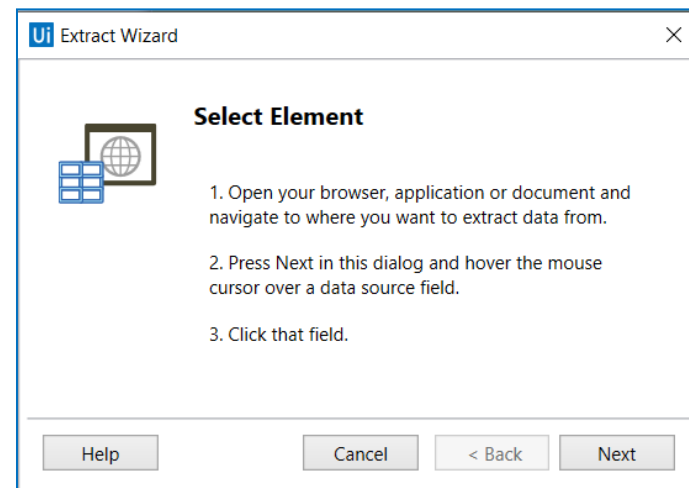 Ui Extract Wizard
Select Element
1. Open your browser, application or document and
navigate to where you want to extract data from.
2. Press Next in this dialog and hover the mouse
cursor over a data source field.
3. Click that field.
Help Cancel < Back Next